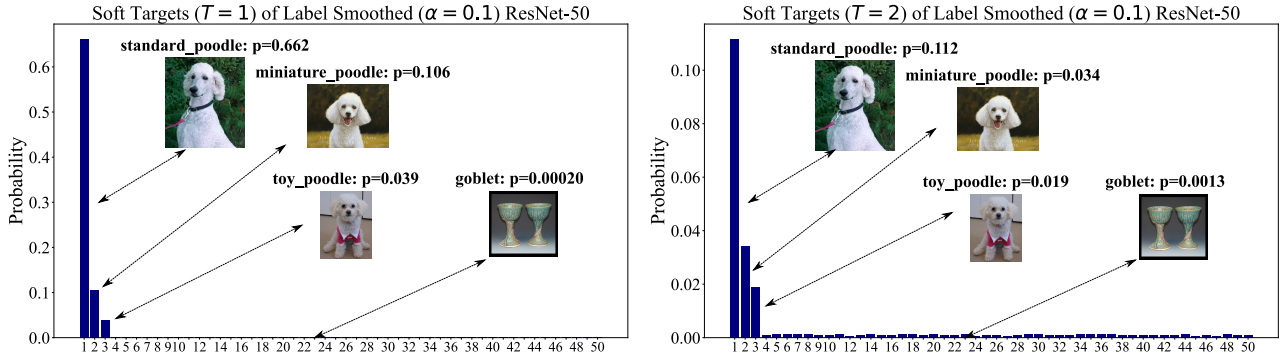 Soft Targets (T = 1) of Label Smoothed (α = 0.1) ResNet-50
Probability
0.6
0.5
0.4
0.3
0.2
0.1
0.0
standard_poodle: p=0.662
miniature_poodle: p=0.106
toy_poodle: p=0.039
goblet: p=0.00020
1 2 3 4 5 6 7 8 9 10 12 14 16 18 20 22 24 26 28 30 32 34 36 38 40 42 44 46 48 50
Soft Targets (T = 2) of Label Smoothed (α = 0.1) ResNet-50
Probability
0.10
0.08
0.06
0.04
0.02
0.00
standard_poodle: p=0.112
miniature_poodle: p=0.034
toy_poodle: p=0.019
goblet: p=0.0013
1 2 3 4 5 6 7 8 9 10 12 14 16 18 20 22 24 26 28 30 32 34 36 38 40 42 44 46 48 50